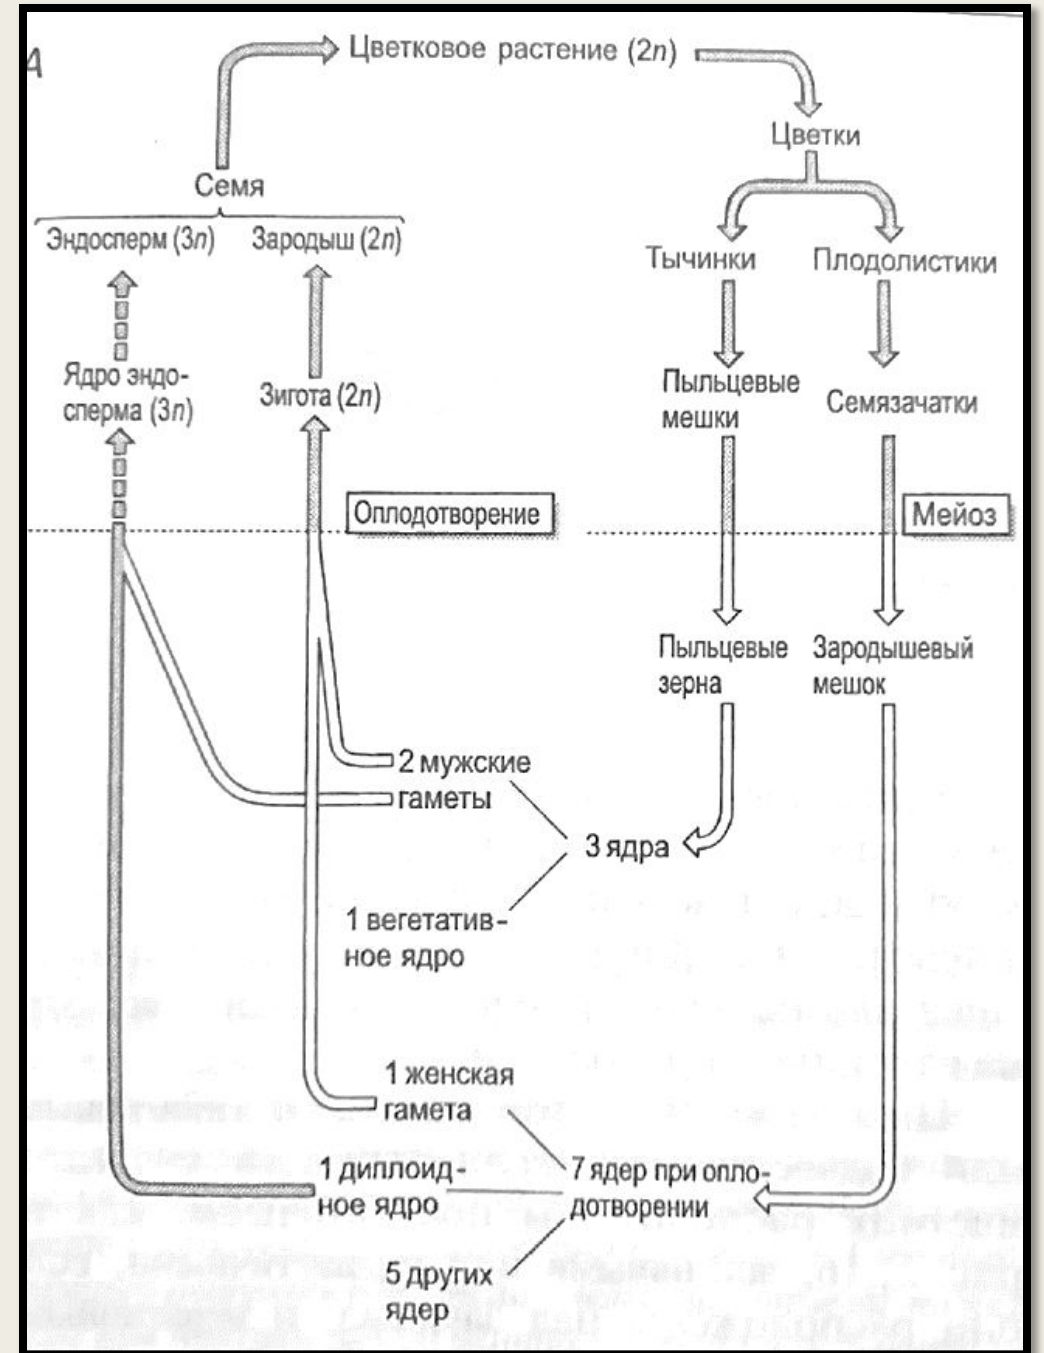 А
Цветковое растение (2n)
Цветки
Семя
Эндосперм (3n)
Зародыш (2n)
Тычинки
Плодолистики
Ядро эндо-
сперма (3n)
Зигота (2n)
Пыльцевые
мешки
Семязачатки
Оплодотворение
Мейоз
Пыльцевые
зерна
Зародышевый
мешок
2 мужские
гаметы
3 ядра
1 вегетатив-
ное ядро
1 женская
гамета
1 диплоид-
ное ядро
7 ядер при опло-
дотворении
5 других
ядер